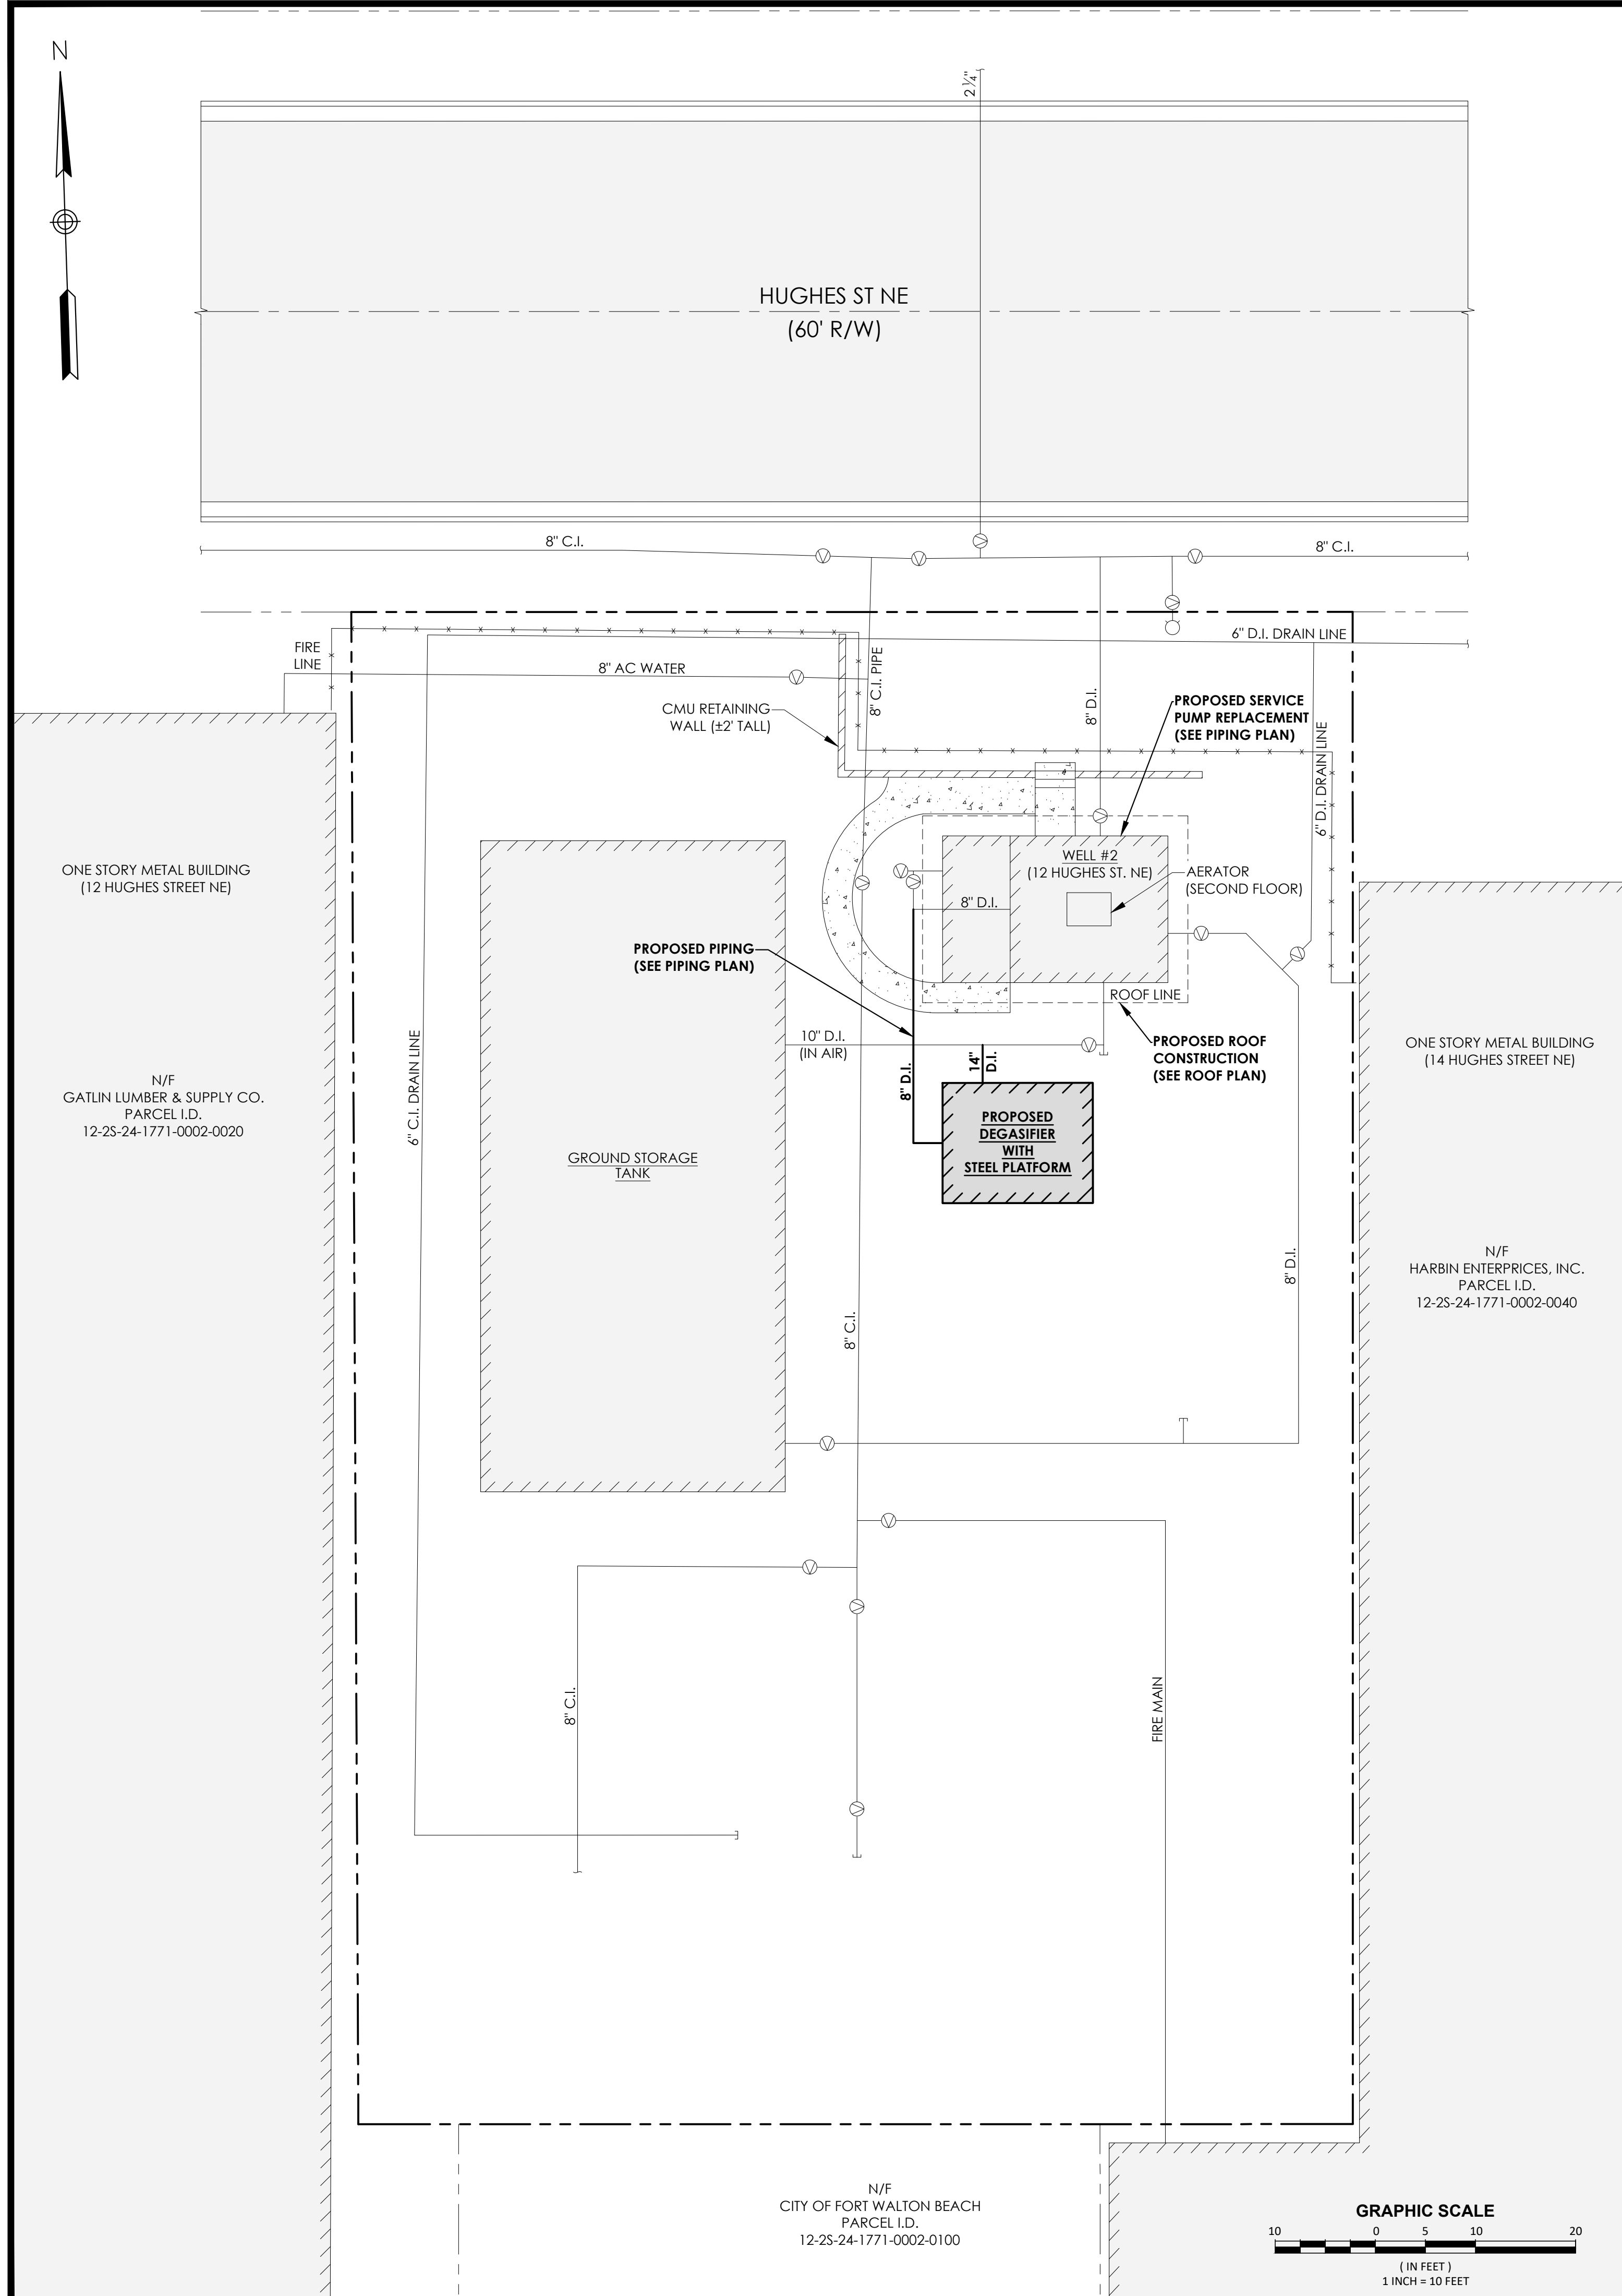 N
2 ¼"
HUGHES ST NE
(60' R/W)
8" C.I.
8" C.I.
6" D.I. DRAIN LINE
FIRE
LINE
8" AC WATER
8" C.I. PIPE
8" D.I.
CMU RETAINING
WALL (±2' TALL)
PROPOSED SERVICE
PUMP REPLACEMENT
(SEE PIPING PLAN)
6" D.I. DRAIN LINE
ONE STORY METAL BUILDING
(12 HUGHES STREET NE)
WELL #2
(12 HUGHES ST. NE)
AERATOR
(SECOND FLOOR)
8" D.I.
PROPOSED PIPING
(SEE PIPING PLAN)
ROOF LINE
10" D.I.
(IN AIR)
14"
D.I.
8" D.I.
PROPOSED ROOF
CONSTRUCTION
(SEE ROOF PLAN)
ONE STORY METAL BUILDING
(14 HUGHES STREET NE)
6" C.I. DRAIN LINE
N/F
GATLIN LUMBER & SUPPLY CO.
PARCEL I.D.
12-2S-24-1771-0002-0020
PROPOSED
DEGASIFIER
WITH
STEEL PLATFORM
GROUND STORAGE
TANK
8" C.I.
8" D.I.
N/F
HARBIN ENTERPRICES, INC.
PARCEL I.D.
12-2S-24-1771-0002-0040
8" C.I.
FIRE MAIN
N/F
CITY OF FORT WALTON BEACH
PARCEL I.D.
12-2S-24-1771-0002-0100
GRAPHIC SCALE
10 0 5 10 20
( IN FEET )
1 INCH = 10 FEET